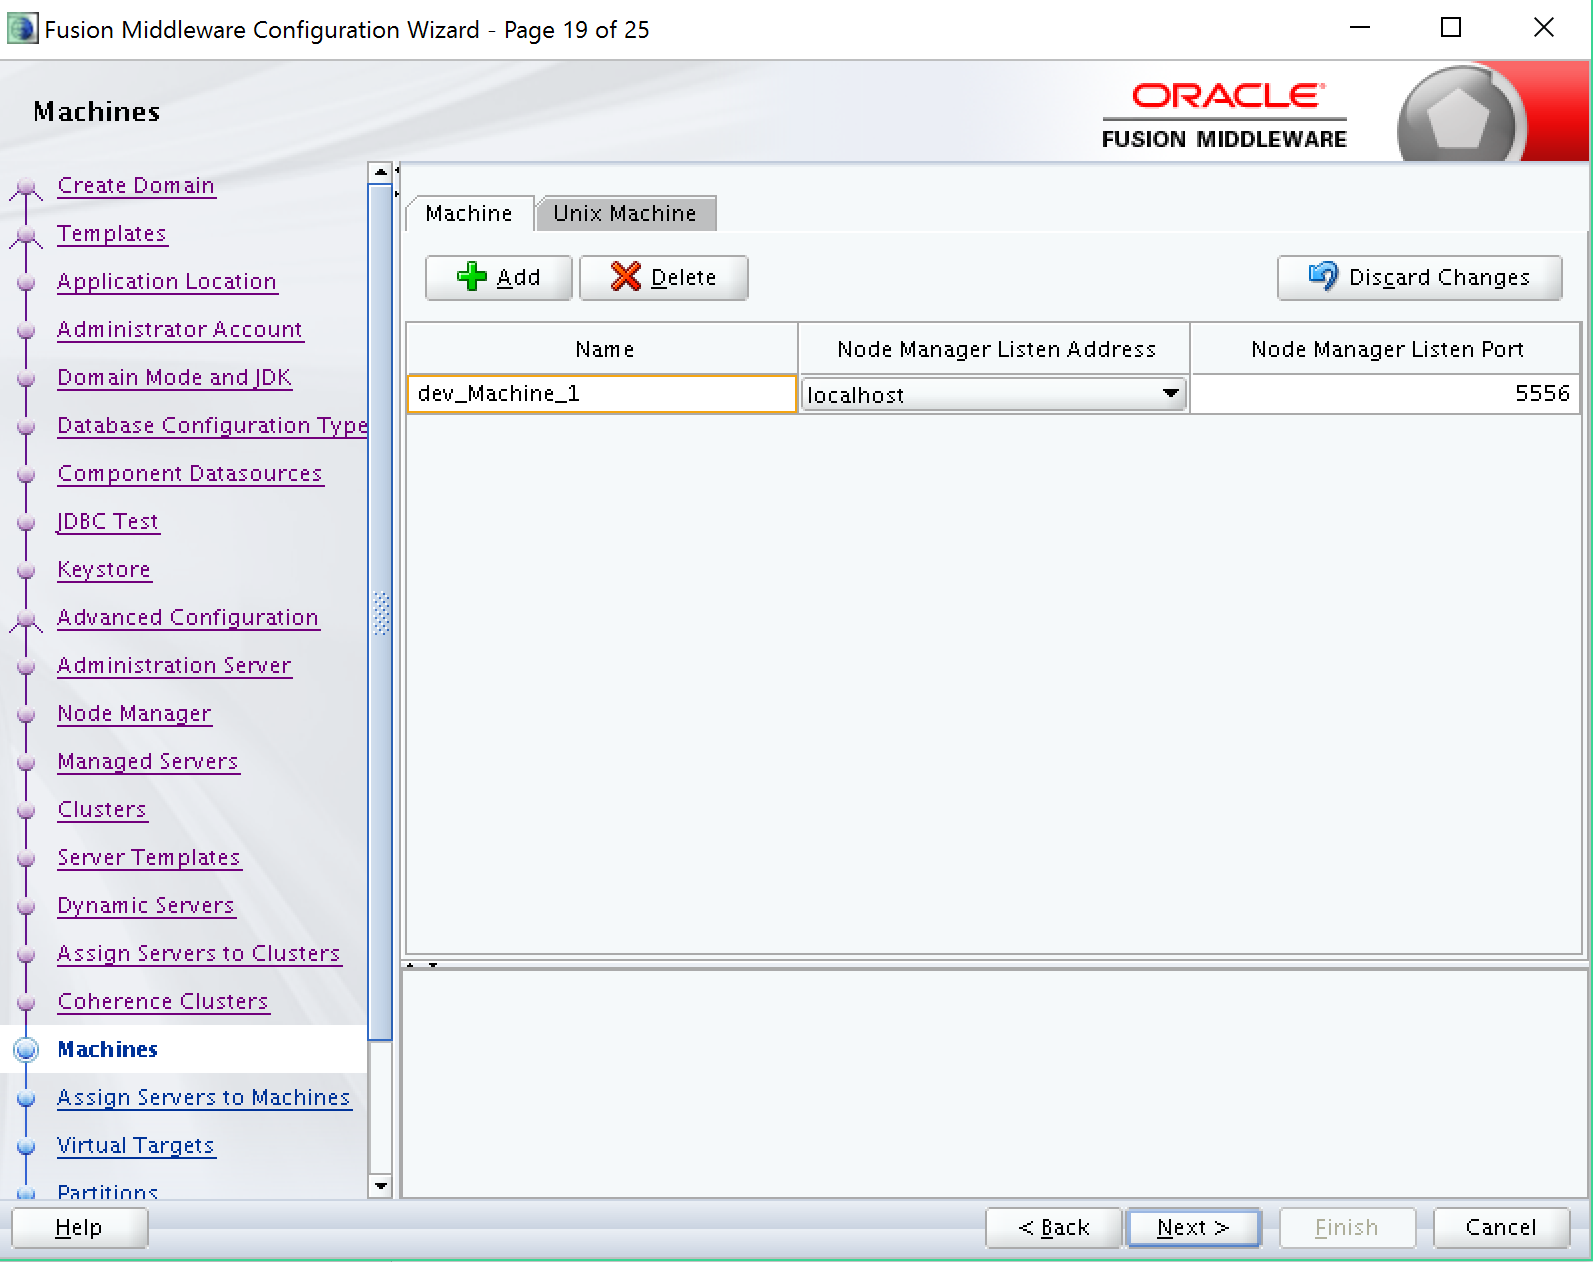 Fusion Middleware Configuration Wizard - Page 19 of 25
Machines
ORACLE
FUSION MIDDLEWARE
Create Domain
Templates
Application Location
Administrator Account
Domain Mode and JDK
Database Configuration Type
Component Datasources
JDBC Test
Keystore
Advanced Configuration
Administration Server
Node Manager
Managed Servers
Clusters
Server Templates
Dynamic Servers
Assign Servers to Clusters
Coherence Clusters
Machines
Assign Servers to Machines
Virtual Targets
Partitions
Machine Unix Machine
Add Delete Discard Changes
Name Node Manager Listen Address Node Manager Listen Port
dev_Machine_1 localhost 5556
Help < Back Next > Finish Cancel